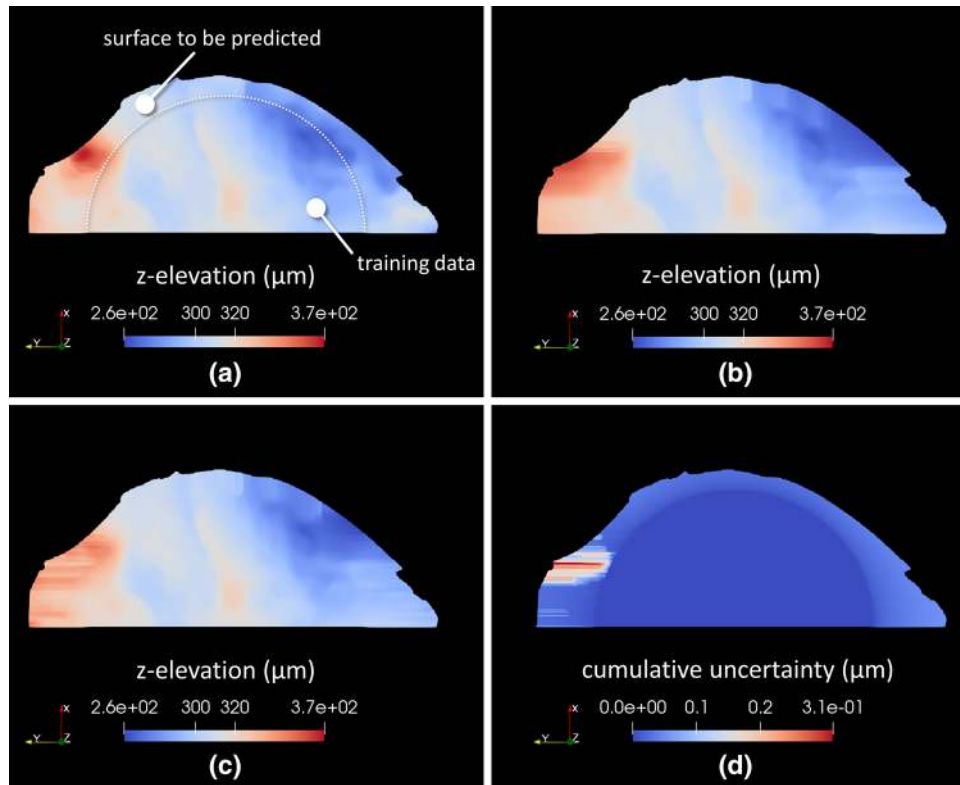 surface to be predicted
training data
z-elevation (μm)
2.6e+02 300 320 3.7e+02
X
Y Z
(a)
z-elevation (μm)
2.6e+02 300 320 3.7e+02
X
Y Z
(b)
z-elevation (μm)
2.6e+02 300 320 3.7e+02
X
Y Z
(c)
cumulative uncertainty (μm)
0.0e+00 0.1 0.2 3.1e-01
X
Y Z
(d)